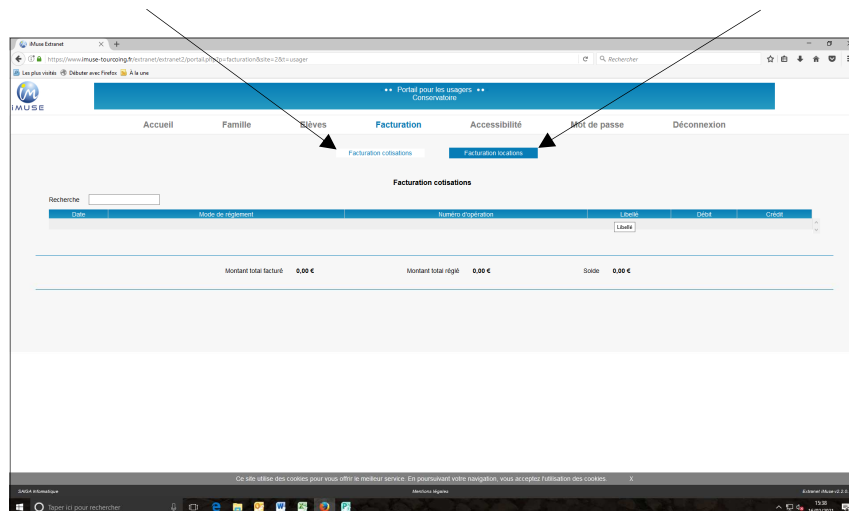 iMuse Extranet
https://www.imuse-tourcoing.fr/extranet/extranet2/portail.php?p=facturation&site=2&t=usager
Rechercher
Les plus visités Débuter avec Firefox À la une
iMUSE
•• Portail pour les usagers ••
Conservatoire
Accueil Famille Elèves Facturation Accessibilité Mot de passe Déconnexion
Facturation cotisations Facturation locations
Facturation cotisations
Recherche
Date Mode de réglement Numéro d'opération Libellé Débit Crédit
Libellé
Montant total facturé 0,00 € Montant total réglé 0,00 € Solde 0,00 €
Ce site utilise des cookies pour vous offrir le meilleur service. En poursuivant votre navigation, vous acceptez l'utilisation des cookies. X
SAIGA Informatique Mentions légales Extranet iMuse-v2.2.0
Taper ici pour rechercher
15:38